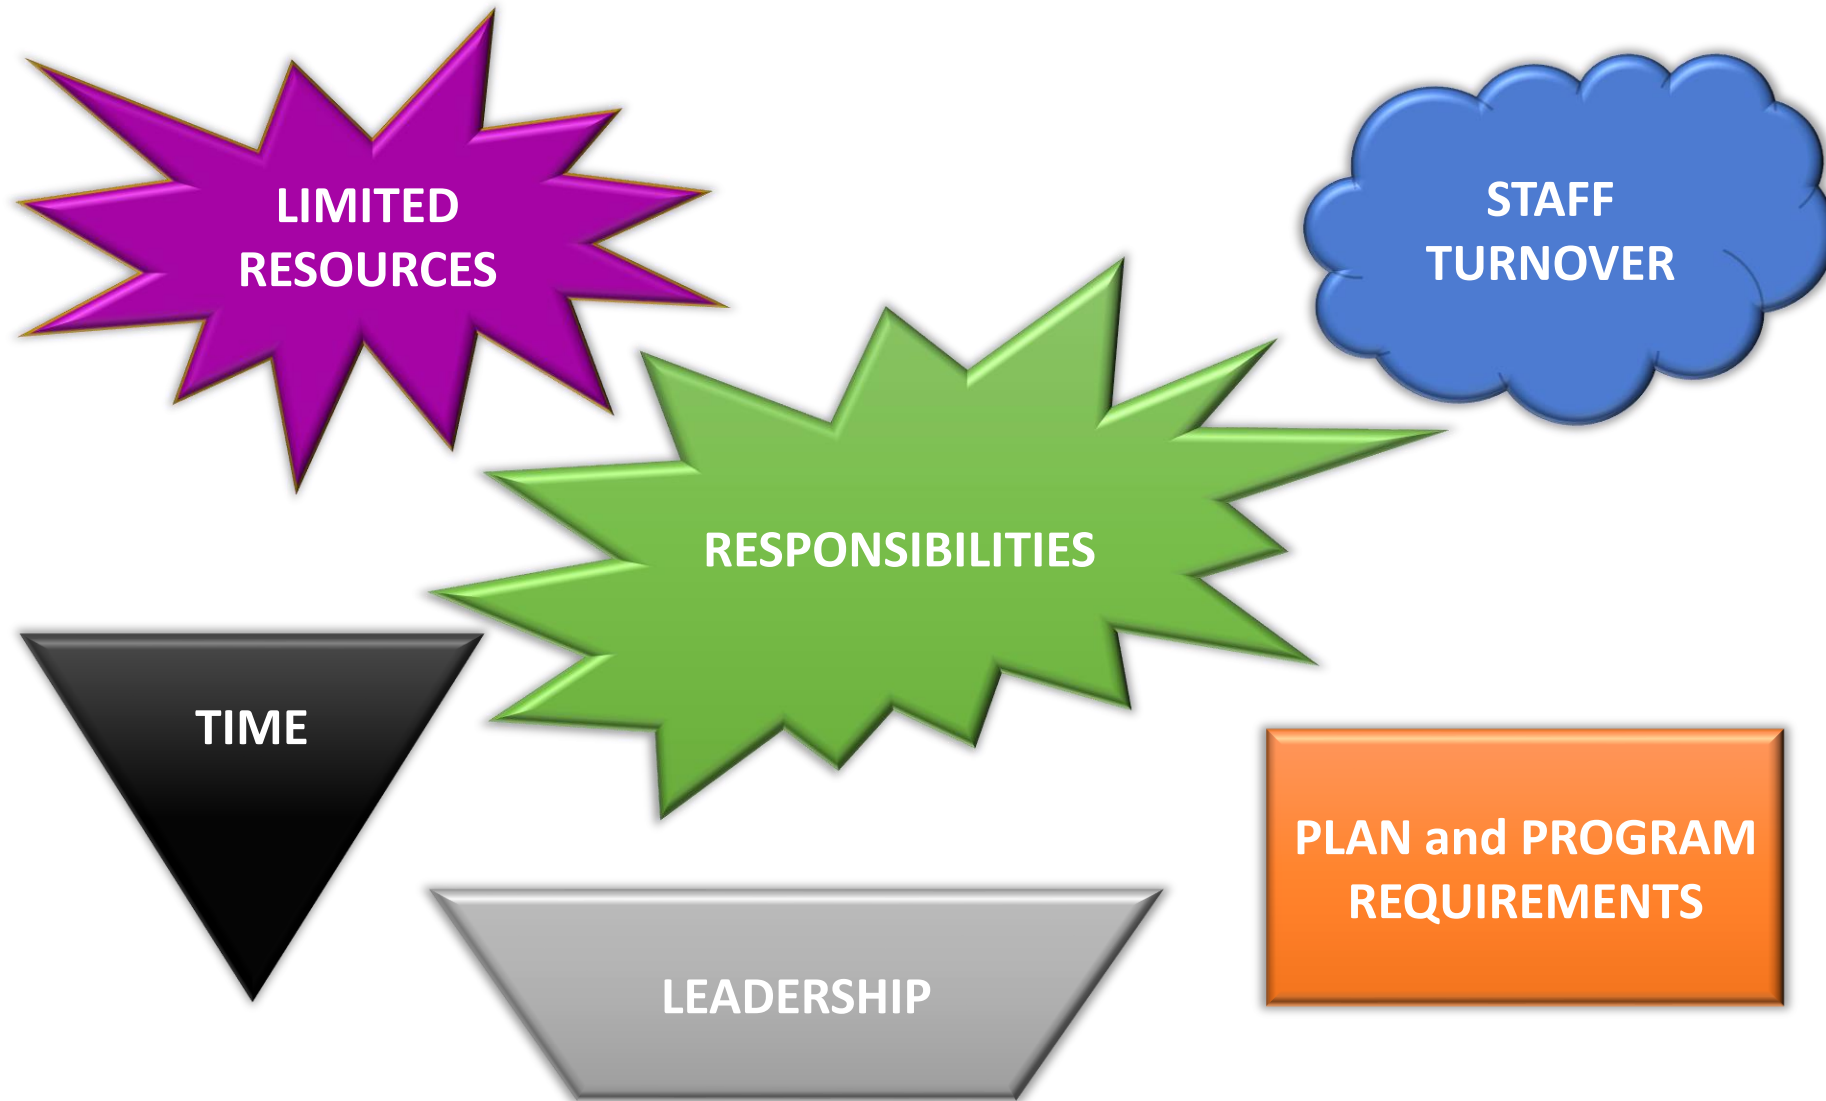 LIMITED
RESOURCES
STAFF
TURNOVER
RESPONSIBILITIES
TIME
PLAN and PROGRAM
REQUIREMENTS
LEADERSHIP